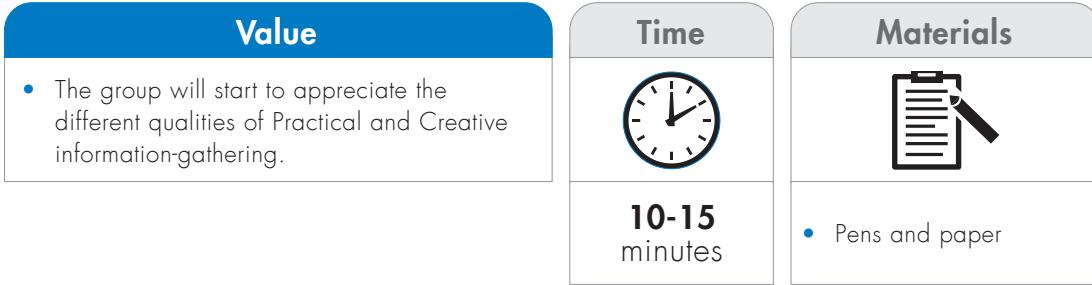 Value
• The group will start to appreciate the
different qualities of Practical and Creative
information-gathering.
Time
10-15
minutes
Materials
• Pens and paper